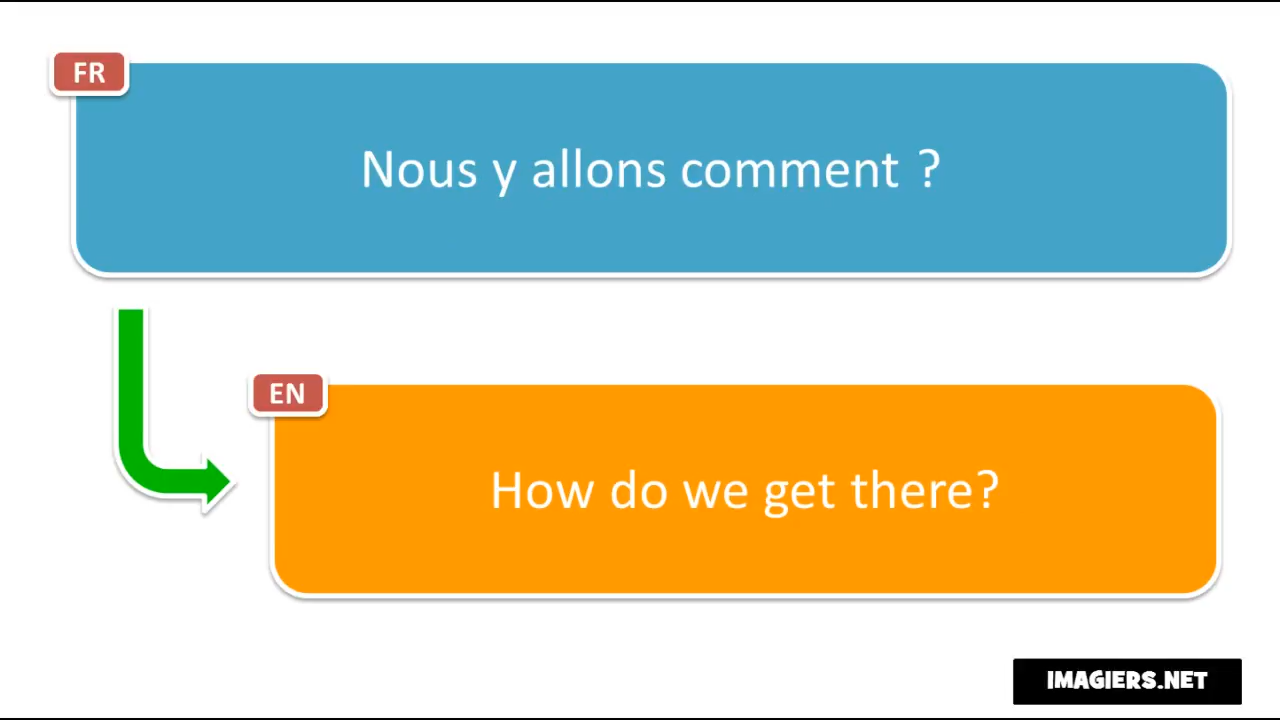 FR
Nous y allons comment ?
EN
How do we get there?
IMAGIERS.NET